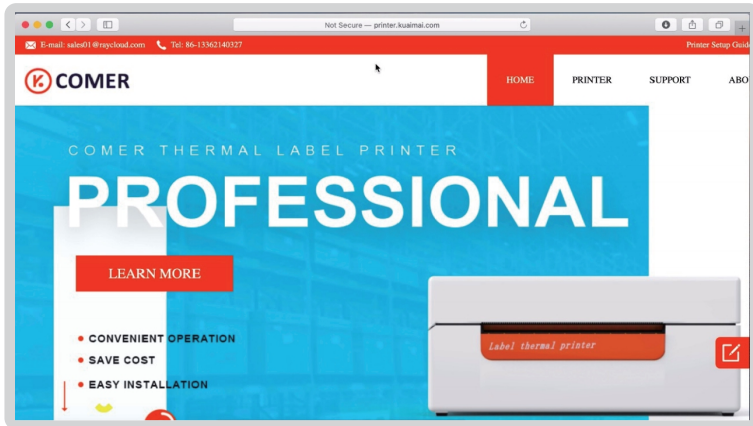 Not Secure — printer.kuaimai.com
E-mail: sales01@raycloud.com Tel: 86-13362140327 Printer Setup Guide
COMER
HOME PRINTER SUPPORT ABO
COMER THERMAL LABEL PRINTER
PROFESSIONAL
LEARN MORE
• CONVENIENT OPERATION
• SAVE COST
• EASY INSTALLATION
Label thermal printer